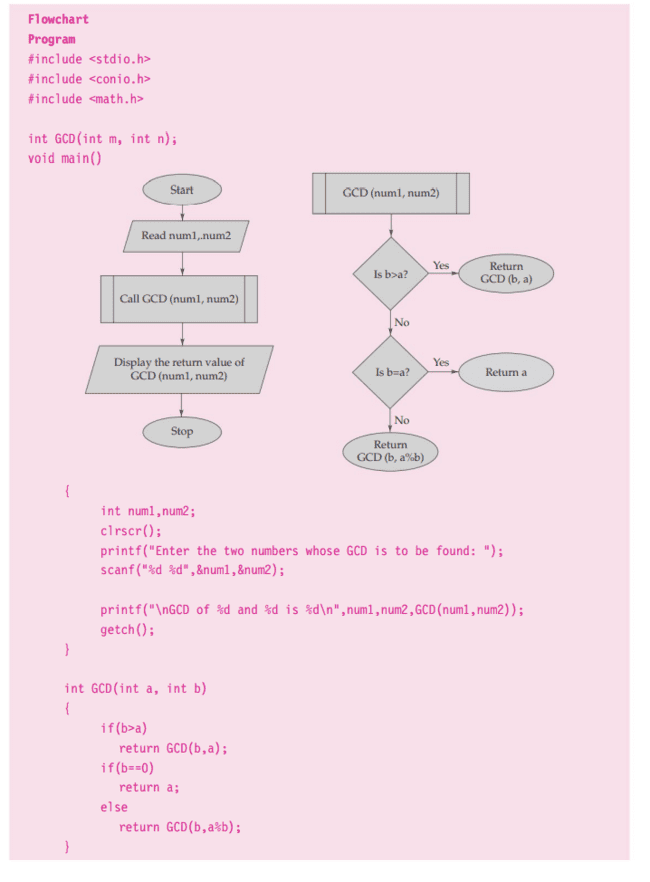 Flowchart
Program
#include <stdio.h>
#include <conio.h>
#include <math.h>
int GCD(int m, int n);
void main()
Start
Read num1,.num2
Call GCD (num1, num2)
Display the return value of
GCD (num1, num2)
Stop
GCD (num1, num2)
Is b>a?
Yes
Return
GCD (b, a)
No
Is b=a?
Yes
Return a
No
Return
GCD (b, a%b)
{
int num1,num2;
clrscr();
printf("Enter the two numbers whose GCD is to be found: ");
scanf("%d %d",&num1,&num2);
printf("\nGCD of %d and %d is %d\n",num1,num2,GCD(num1,num2));
getch();
}
int GCD(int a, int b)
{
if(b>a)
return GCD(b,a);
if(b==0)
return a;
else
return GCD(b,a%b);
}